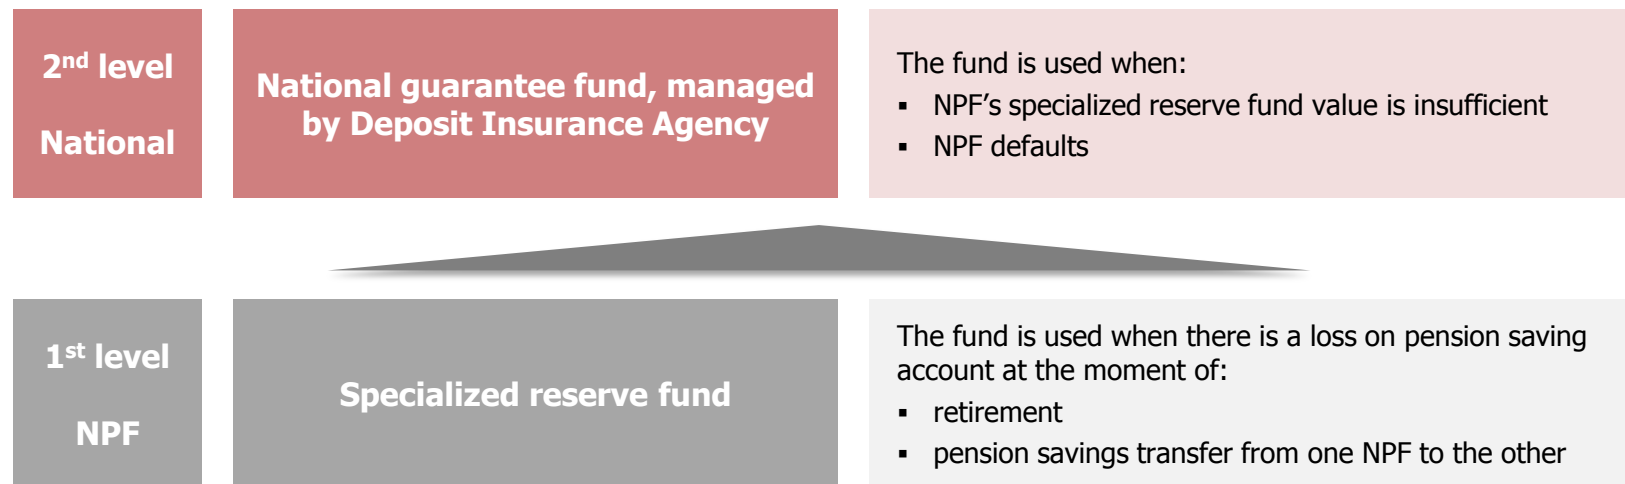 2nd level
National
National guarantee fund, managed
by Deposit Insurance Agency
The fund is used when:
▪ NPF’s specialized reserve fund value is insufficient
▪ NPF defaults
1st level
NPF
Specialized reserve fund
The fund is used when there is a loss on pension saving
account at the moment of:
▪ retirement
▪ pension savings transfer from one NPF to the other